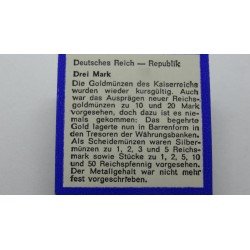 Deutsches Reich — Republik
Drei Mark
Die Goldmünzen des Kaiserreichs
wurden wieder kursgültig. Auch
war das Ausprägen neuer Reichs-
goldmünzen zu 10 und 20 Mark
vorgesehen, doch dazu ist es nie-
mals gekommen: Das begehrte
Gold lagerte nun in Barrenform in
den Tresoren der Währungsbanken.
Als Scheidemünzen waren Silber-
münzen zu 1, 2, 3 und 5 Reichs-
mark sowie Stücke zu 1, 2, 5, 10
und 50 Reichspfennig vorgesehen.
Der Metallgehalt war nicht mehr
fest vorgeschrieben.